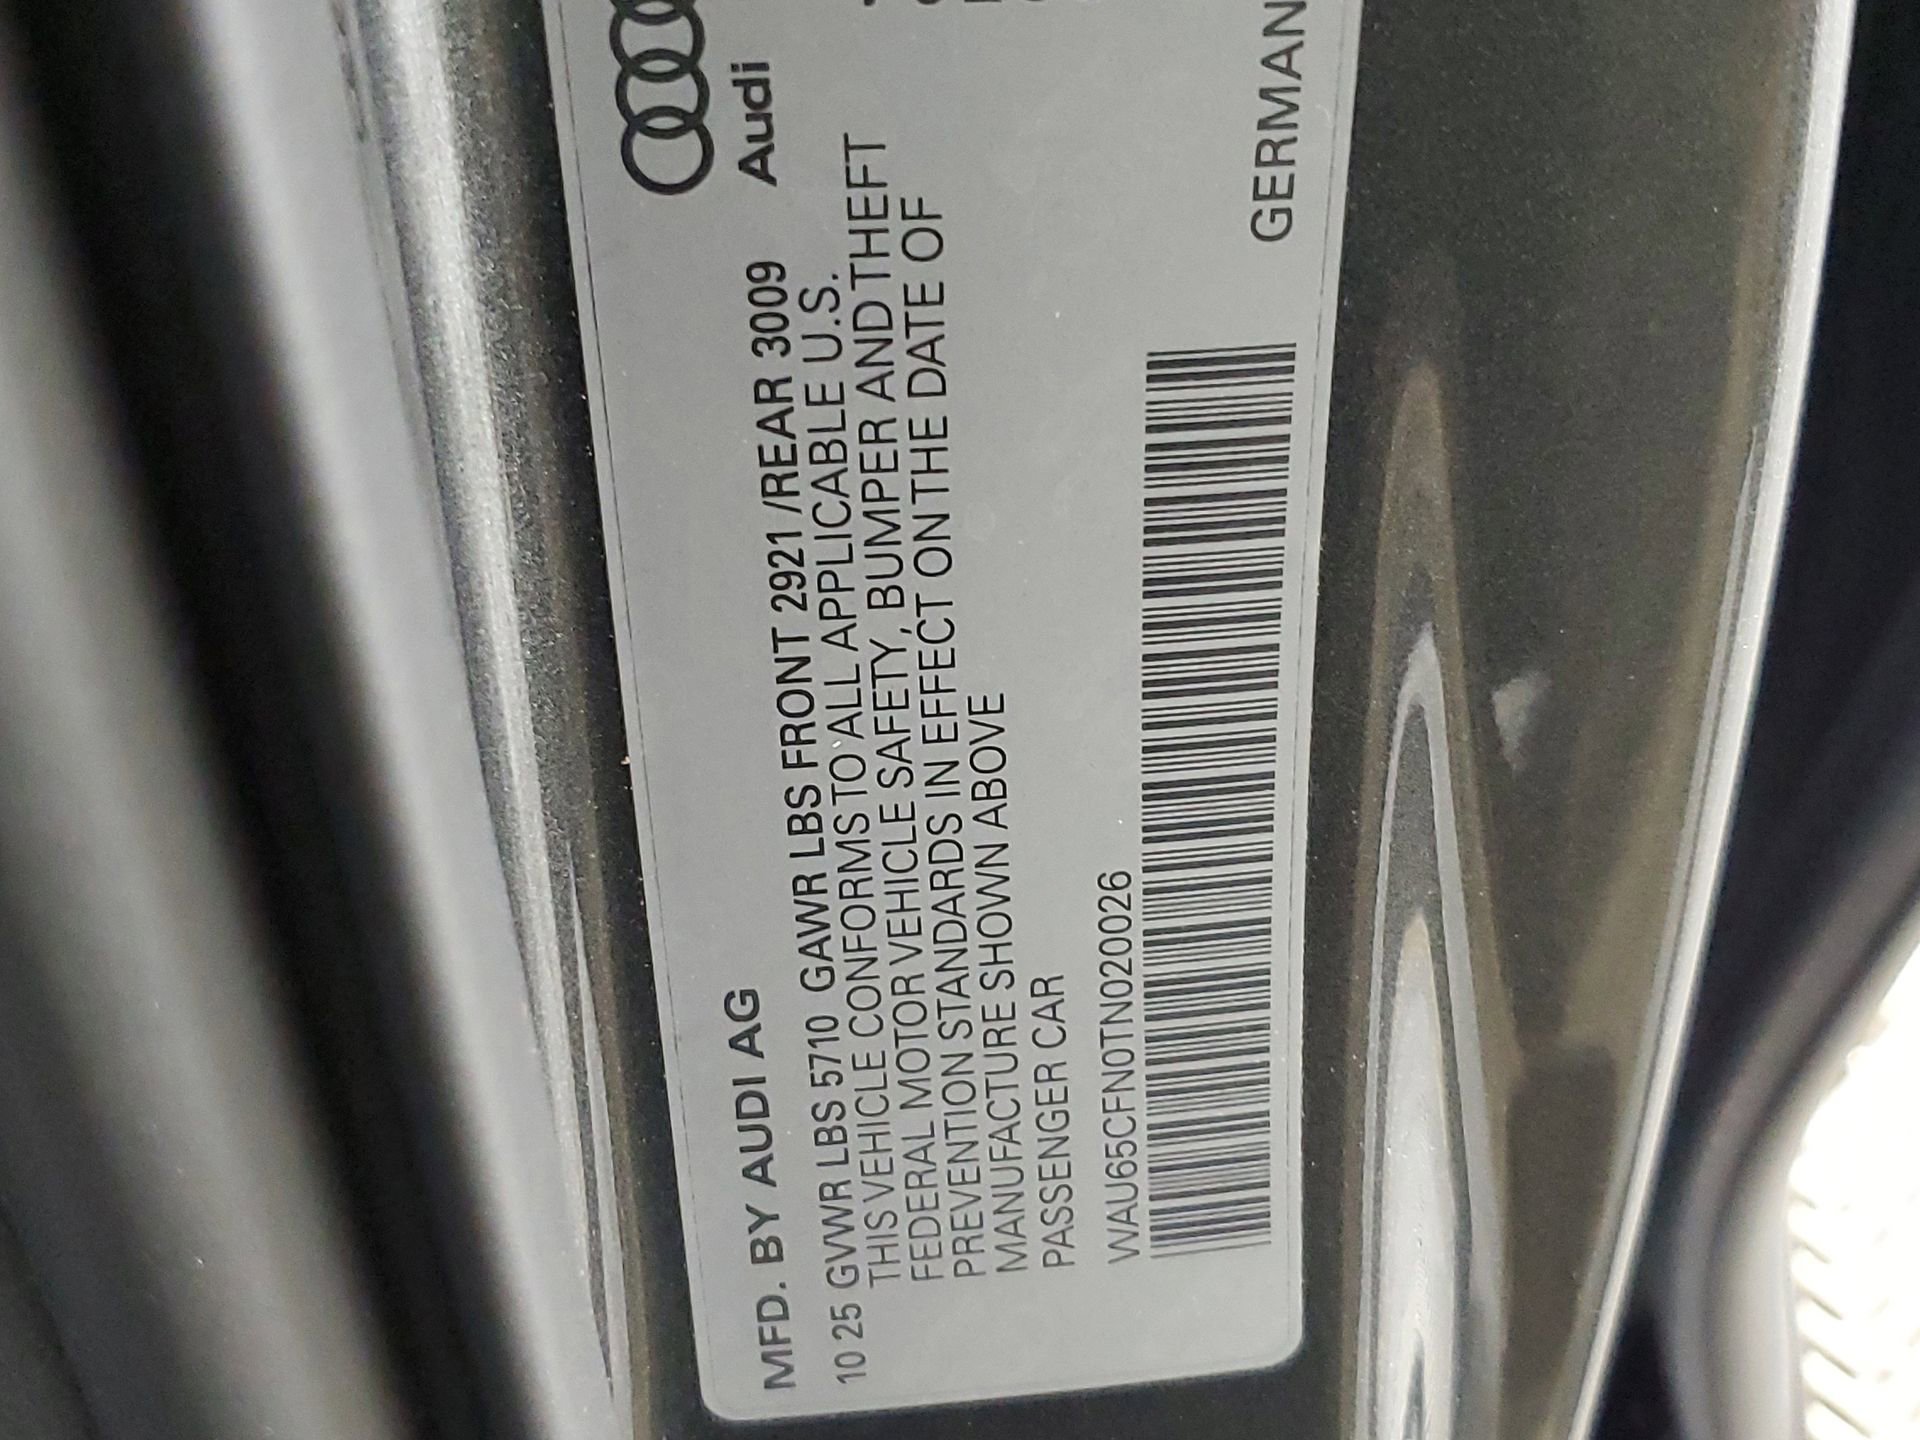 MFD. BY AUDI AG
Audi
10 25 GVWR LBS 5710 GAWR LBS FRONT 2921 /REAR 3009
THIS VEHICLE CONFORMS TO ALL APPLICABLE U.S.
FEDERAL MOTOR VEHICLE SAFETY, BUMPER AND THEFT
PREVENTION STANDARDS IN EFFECT ON THE DATE OF
MANUFACTURE SHOWN ABOVE
PASSENGER CAR
WAU65CFN0TN020026
GERMAN